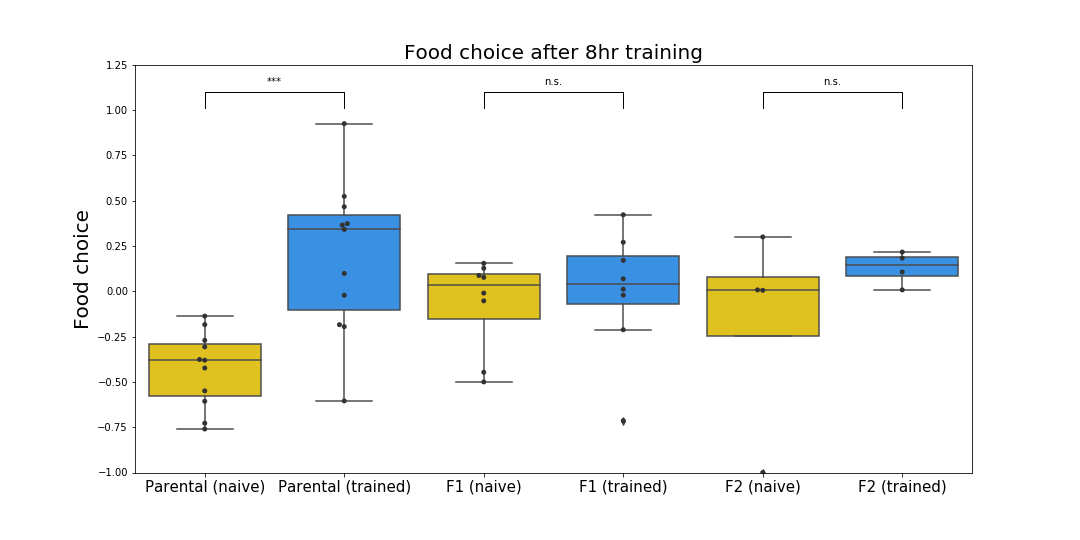 Food choice after 8hr training
1.25
1.00
0.75
0.50
0.25
0.00
−0.25
−0.50
−0.75
−1.00
Food choice
***
n.s.
n.s.
Parental (naive)
Parental (trained)
F1 (naive)
F1 (trained)
F2 (naive)
F2 (trained)